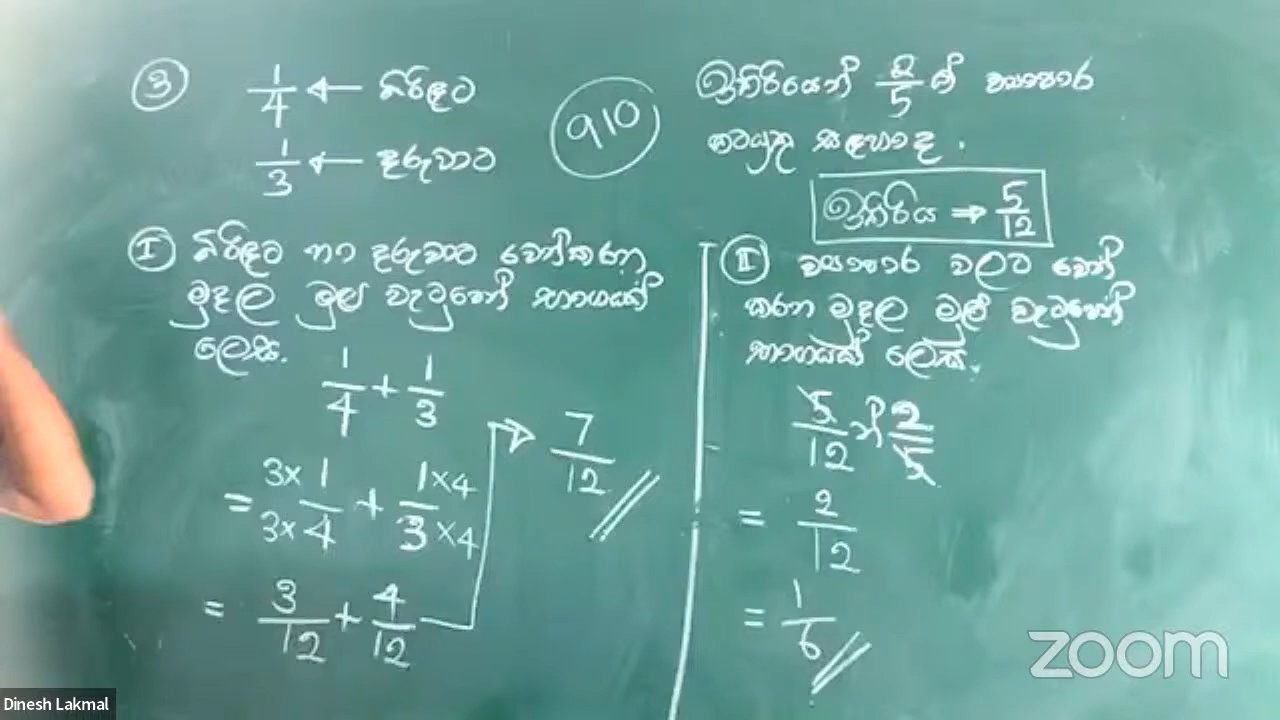 ③ 1/4 ← බිරිඳට
1/3 ← දරුවාට
910
I බිරිඳට හා දරුවාට වෙන්කරන
මුදල මුල් වැටුපෙන් භාගයක්
ලෙස.
1/4 + 1/3
= 3×1/3×4 + 1×4/3×4
= 3/12 + 4/12
→ 7/12
ඉතිරියෙන් 2/5 ක් ව්‍යාපාර
කටයුතු සඳහා ද.
ඉතිරිය ⇒ 5/12
II ව්‍යාපාර වලට වෙන්
කරන මුදල මුල් වැටුපෙන්
භාගයක් ලෙස.
5/12 න් 2/5
= 2/12
= 1/6
zoom
Dinesh Lakmal